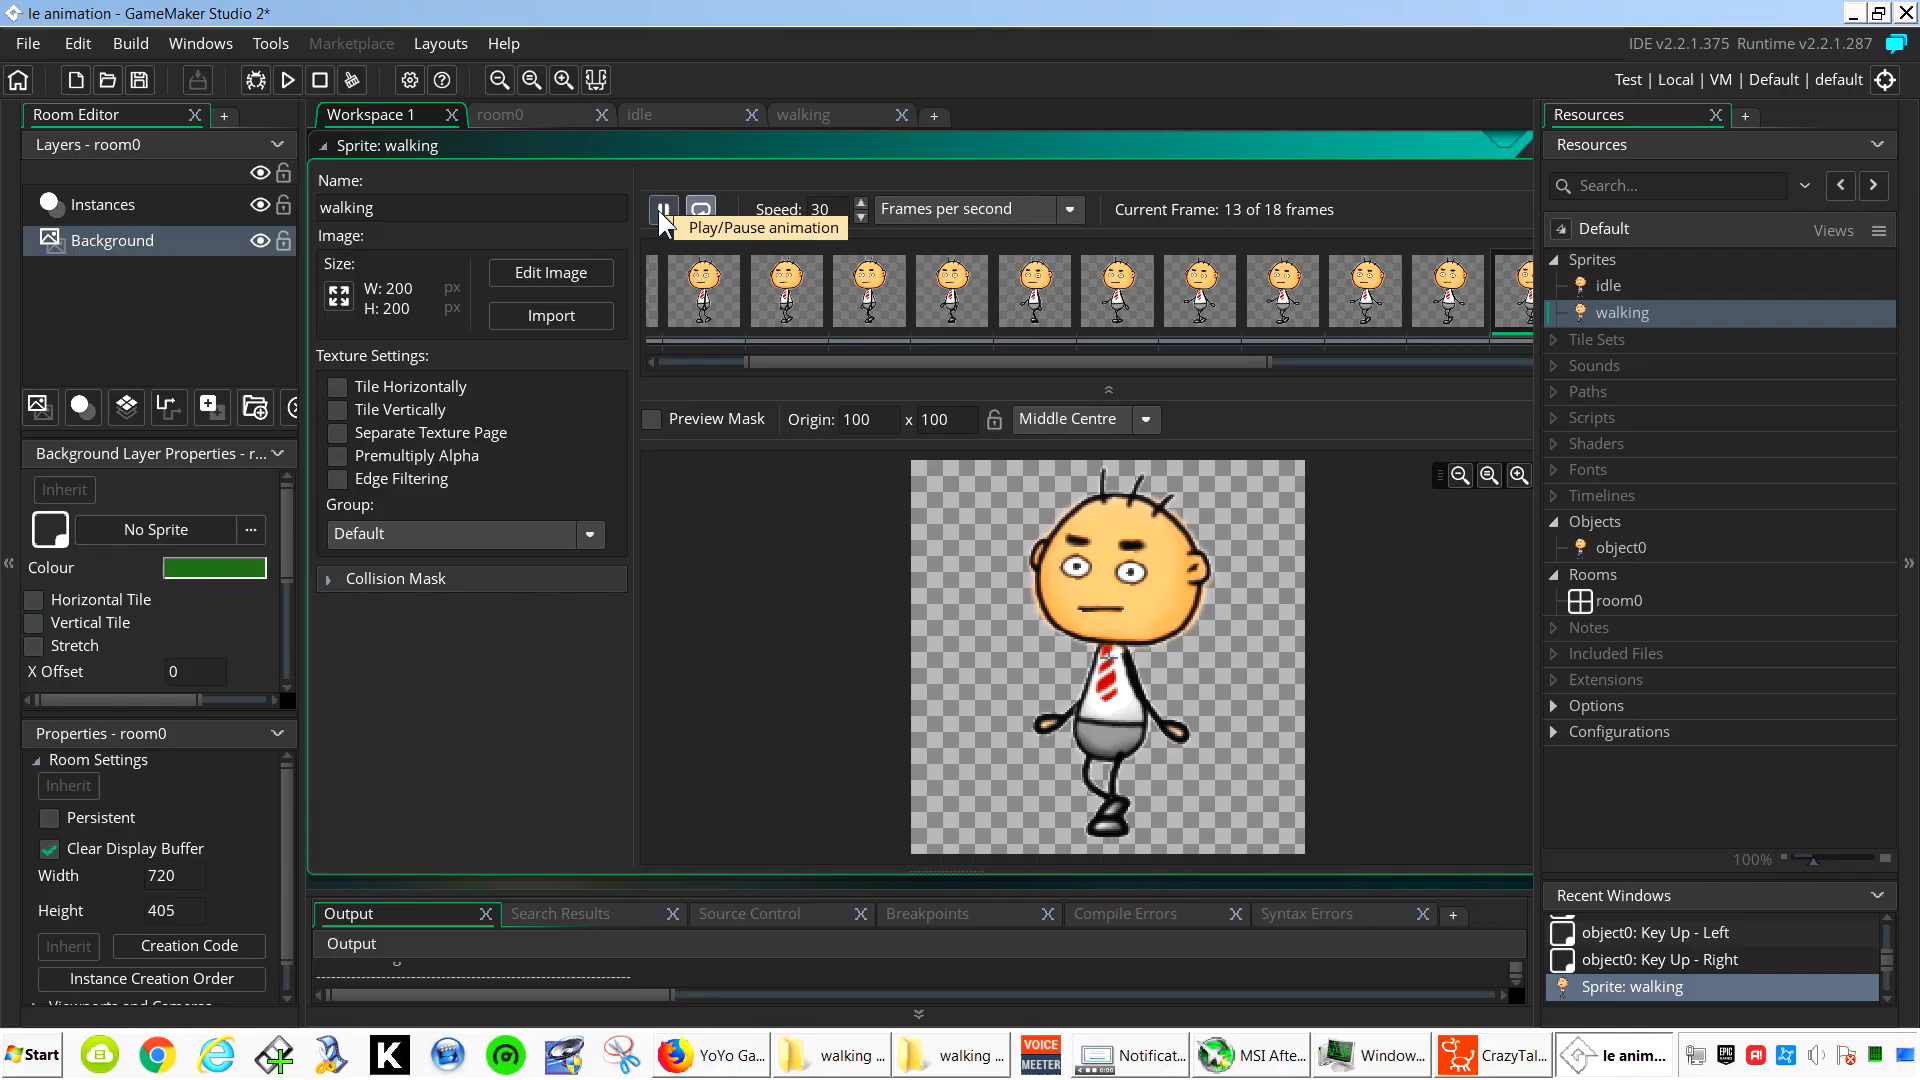 le animation - GameMaker Studio 2*
File Edit Build Windows Tools Marketplace Layouts Help
IDE v2.2.1.375 Runtime v2.2.1.287
Test | Local | VM | Default | default
Room Editor
Layers - room0
Instances
Background
Background Layer Properties - r...
Inherit
No Sprite ...
Colour
Horizontal Tile
Vertical Tile
Stretch
X Offset 0
Properties - room0
Room Settings
Inherit
Persistent
Clear Display Buffer
Width 720
Height 405
Inherit Creation Code
Instance Creation Order
Viewports and Cameras
Workspace 1 room0 idle walking
Sprite: walking
Name:
walking
Image:
Size:
W: 200 px
H: 200 px
Edit Image
Import
Texture Settings:
Tile Horizontally
Tile Vertically
Separate Texture Page
Premultiply Alpha
Edge Filtering
Group:
Default
Collision Mask
Speed: 30 Frames per second Current Frame: 13 of 18 frames
Play/Pause animation
Preview Mask Origin: 100 x 100 Middle Centre
Output Search Results Source Control Breakpoints Compile Errors Syntax Errors
Output
Resources
Resources
Search...
Default Views
Sprites
idle
walking
Tile Sets
Sounds
Paths
Scripts
Shaders
Fonts
Timelines
Objects
object0
Rooms
room0
Notes
Included Files
Extensions
Options
Configurations
100%
Recent Windows
object0: Key Up - Left
object0: Key Up - Right
Sprite: walking
Start YoYo Ga... walking ... walking ... VOICE MEETER Notificat... MSI Afte... Window... CrazyTal... le anim...